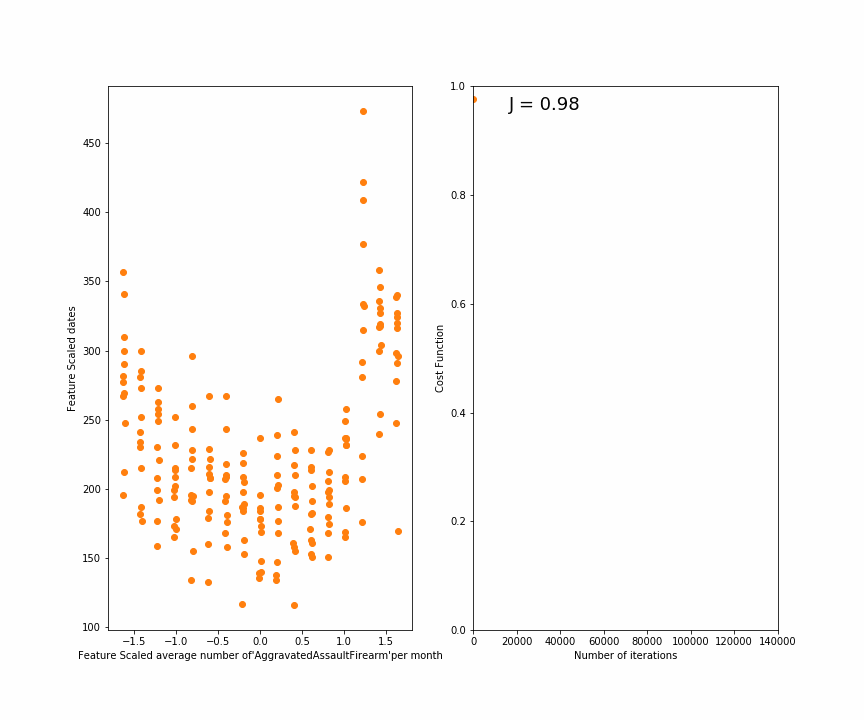 450
400
350
300
250
200
150
100
Feature Scaled dates
−1.5 −1.0 −0.5 0.0 0.5 1.0 1.5
Feature Scaled average number of'AggravatedAssaultFirearm'per month
J = 0.98
1.0
0.8
0.6
0.4
0.2
0.0
Cost Function
0 20000 40000 60000 80000 100000 120000 140000
Number of iterations